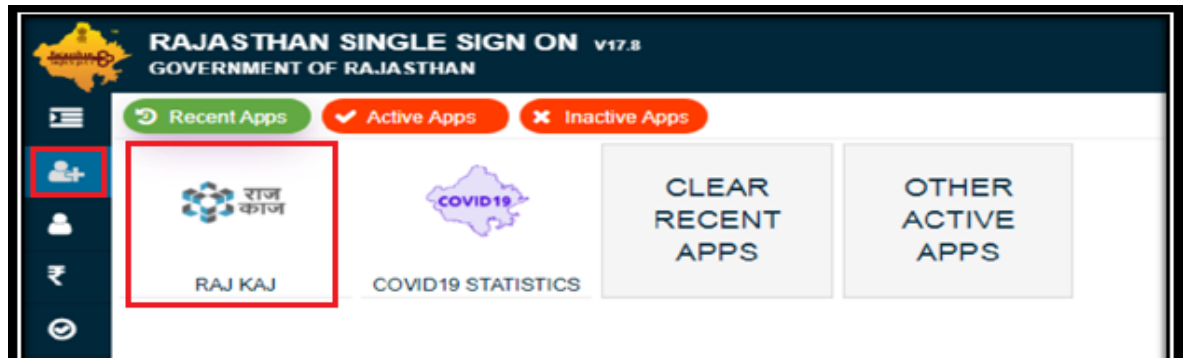 RAJASTHAN SINGLE SIGN ON V17.8
GOVERNMENT OF RAJASTHAN
Recent Apps
Active Apps
Inactive Apps
राज
काज
RAJ KAJ
COVID19
COVID19 STATISTICS
CLEAR
RECENT
APPS
OTHER
ACTIVE
APPS
₹